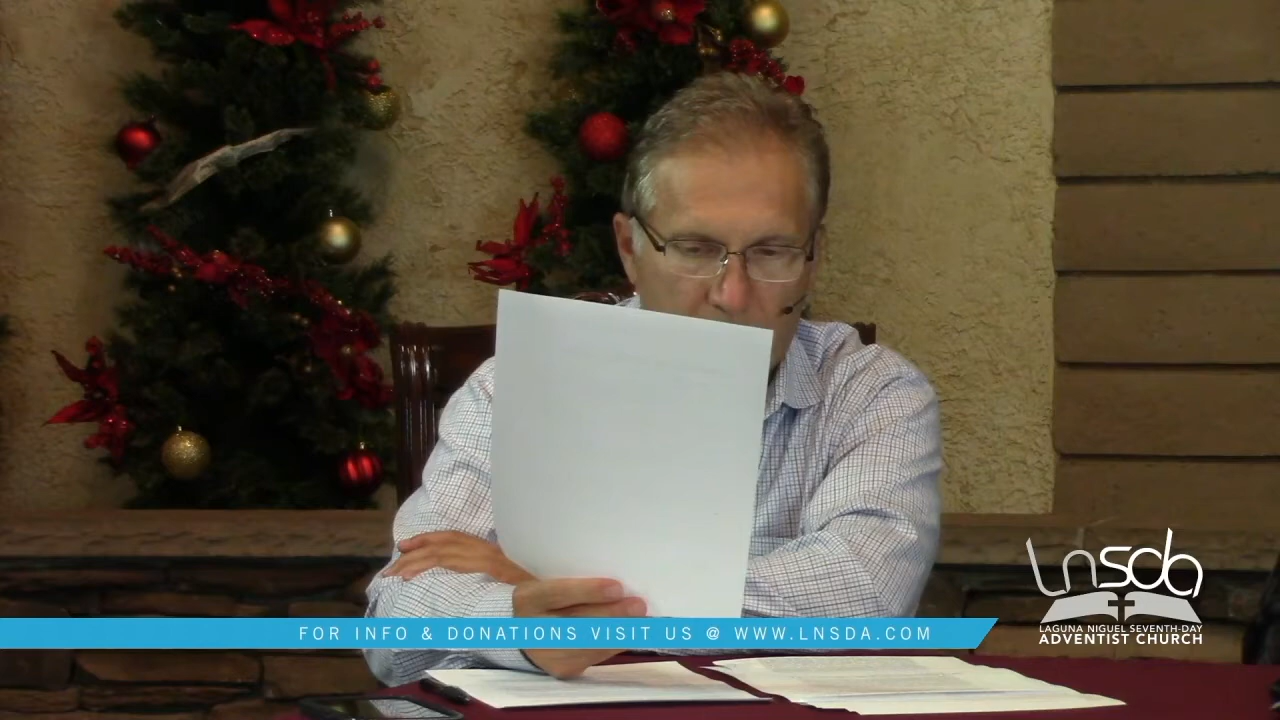 FOR INFO & DONATIONS VISIT US @ WWW.LNSDA.COM
Lnsda
LAGUNA NIGUEL SEVENTH-DAY
ADVENTIST CHURCH